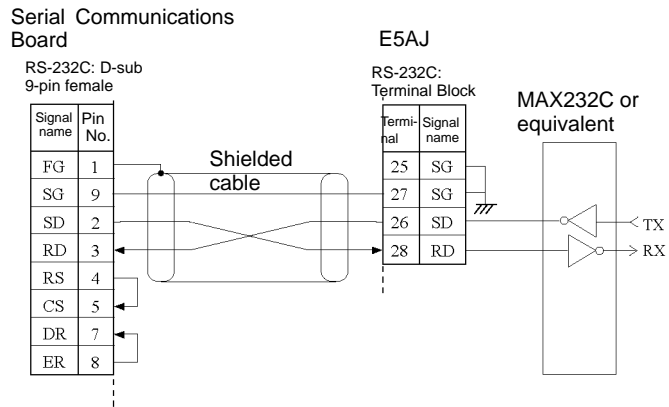 Serial Communications
Board
RS-232C: D-sub
9-pin female
Signal name Pin No.
FG 1
SG 9
SD 2
RD 3
RS 4
CS 5
DR 7
ER 8
Shielded
cable
E5AJ
RS-232C:
Terminal Block
Termi-nal Signal name
25 SG
27 SG
26 SD
28 RD
MAX232C or
equivalent
TX
RX